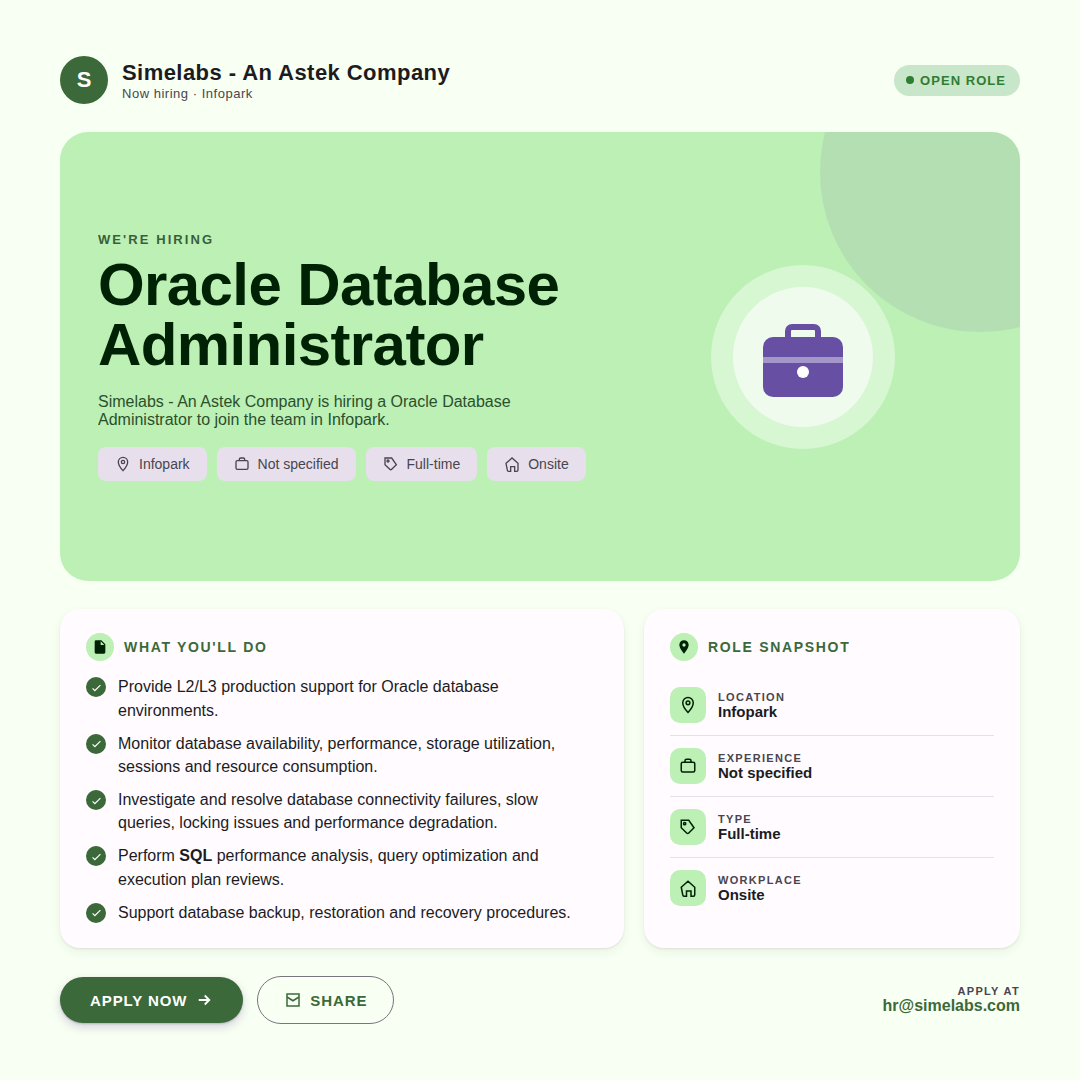 S
Simelabs - An Astek Company
Now hiring · Infopark
OPEN ROLE
WE'RE HIRING
Oracle Database
Administrator
Simelabs - An Astek Company is hiring a Oracle Database
Administrator to join the team in Infopark.
Infopark
Not specified
Full-time
Onsite
WHAT YOU'LL DO
Provide L2/L3 production support for Oracle database
environments.
Monitor database availability, performance, storage utilization,
sessions and resource consumption.
Investigate and resolve database connectivity failures, slow
queries, locking issues and performance degradation.
Perform SQL performance analysis, query optimization and
execution plan reviews.
Support database backup, restoration and recovery procedures.
ROLE SNAPSHOT
LOCATION
Infopark
EXPERIENCE
Not specified
TYPE
Full-time
WORKPLACE
Onsite
APPLY NOW
SHARE
APPLY AT
hr@simelabs.com